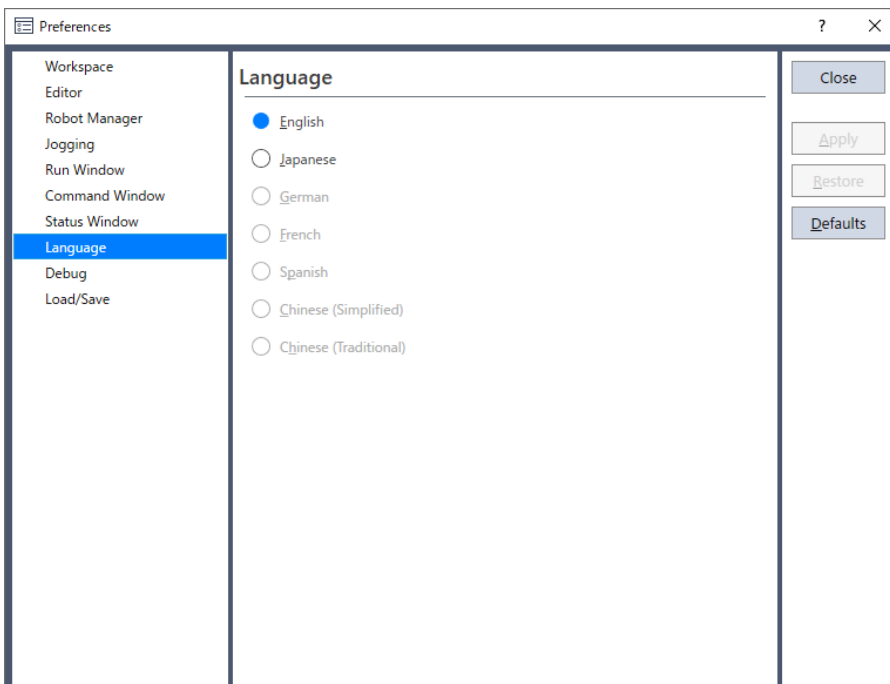 Preferences
?
Workspace
Editor
Robot Manager
Jogging
Run Window
Command Window
Status Window
Language
Debug
Load/Save
Language
English
Japanese
German
French
Spanish
Chinese (Simplified)
Chinese (Traditional)
Close
Apply
Restore
Defaults